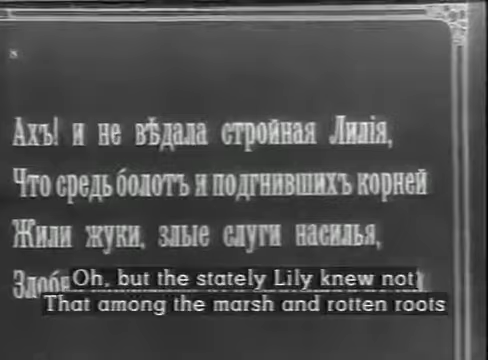 8
Ахъ! и не вѣдала стройная Лилія,
Что средь болотъ и подгнившихъ корней
Жили жуки, злые слуги насилья,
Oh, but the stately Lily knew not
That among the marsh and rotten roots